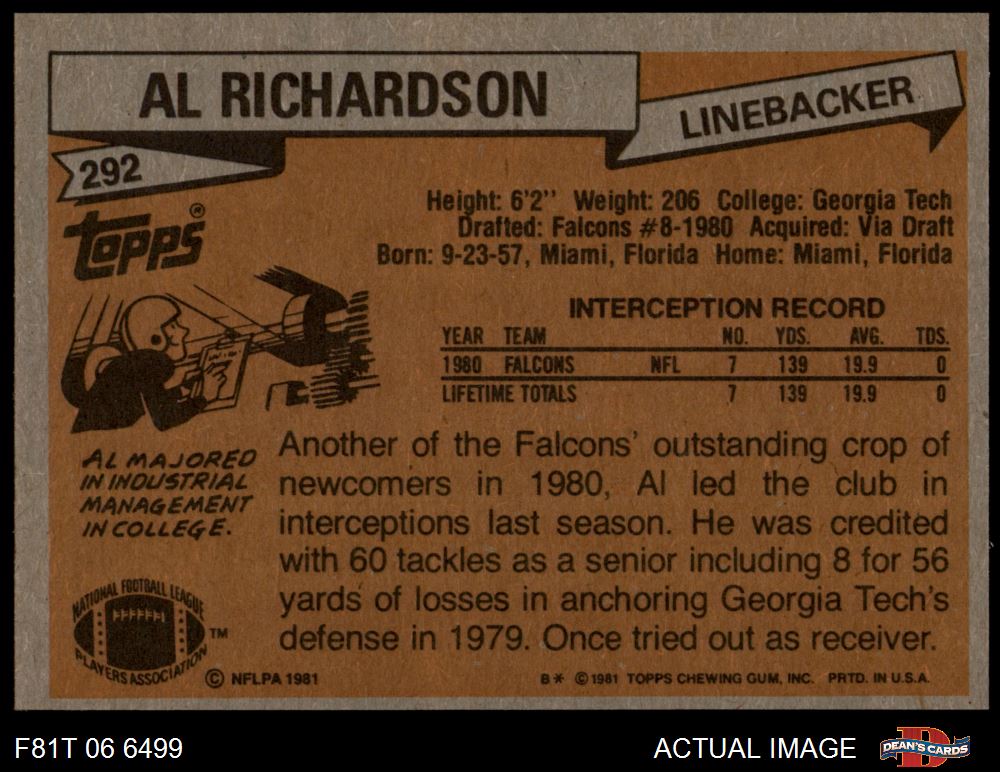 AL RICHARDSON
LINEBACKER
292
topps®
Height: 6'2'' Weight: 206 College: Georgia Tech
Drafted: Falcons #8-1980 Acquired: Via Draft
Born: 9-23-57, Miami, Florida Home: Miami, Florida
INTERCEPTION RECORD
YEAR TEAM NO. YDS. AVG. TDS.
1980 FALCONS NFL 7 139 19.9 0
LIFETIME TOTALS 7 139 19.9 0
AL MAJORED
IN INDUSTRIAL
MANAGEMENT
IN COLLEGE.
Another of the Falcons' outstanding crop of
newcomers in 1980, Al led the club in
interceptions last season. He was credited
with 60 tackles as a senior including 8 for 56
yards of losses in anchoring Georgia Tech's
defense in 1979. Once tried out as receiver.
NATIONAL FOOTBALL LEAGUE
PLAYERS ASSOCIATION
TM
© NFLPA 1981
B* © 1981 TOPPS CHEWING GUM, INC. PRTD. IN U.S.A.
F81T 06 6499
ACTUAL IMAGE
D
DEAN'S CARDS